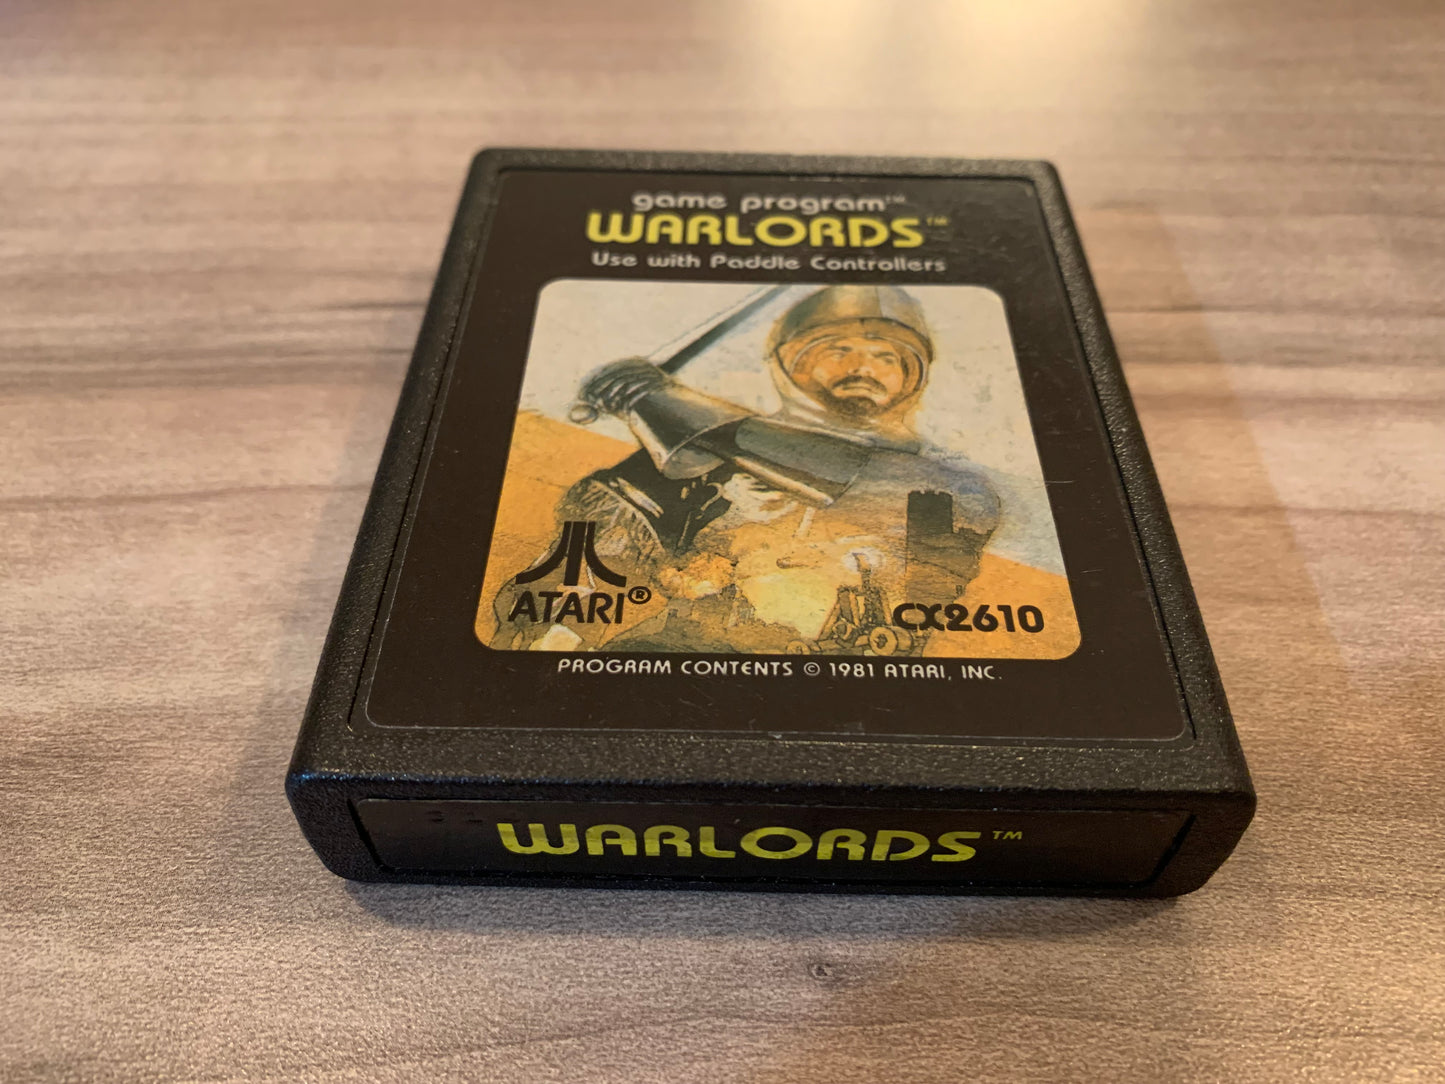 game program™
WARLORDS™
Use with Paddle Controllers
ATARI®
CX2610
PROGRAM CONTENTS © 1981 ATARI, INC.
WARLORDS™